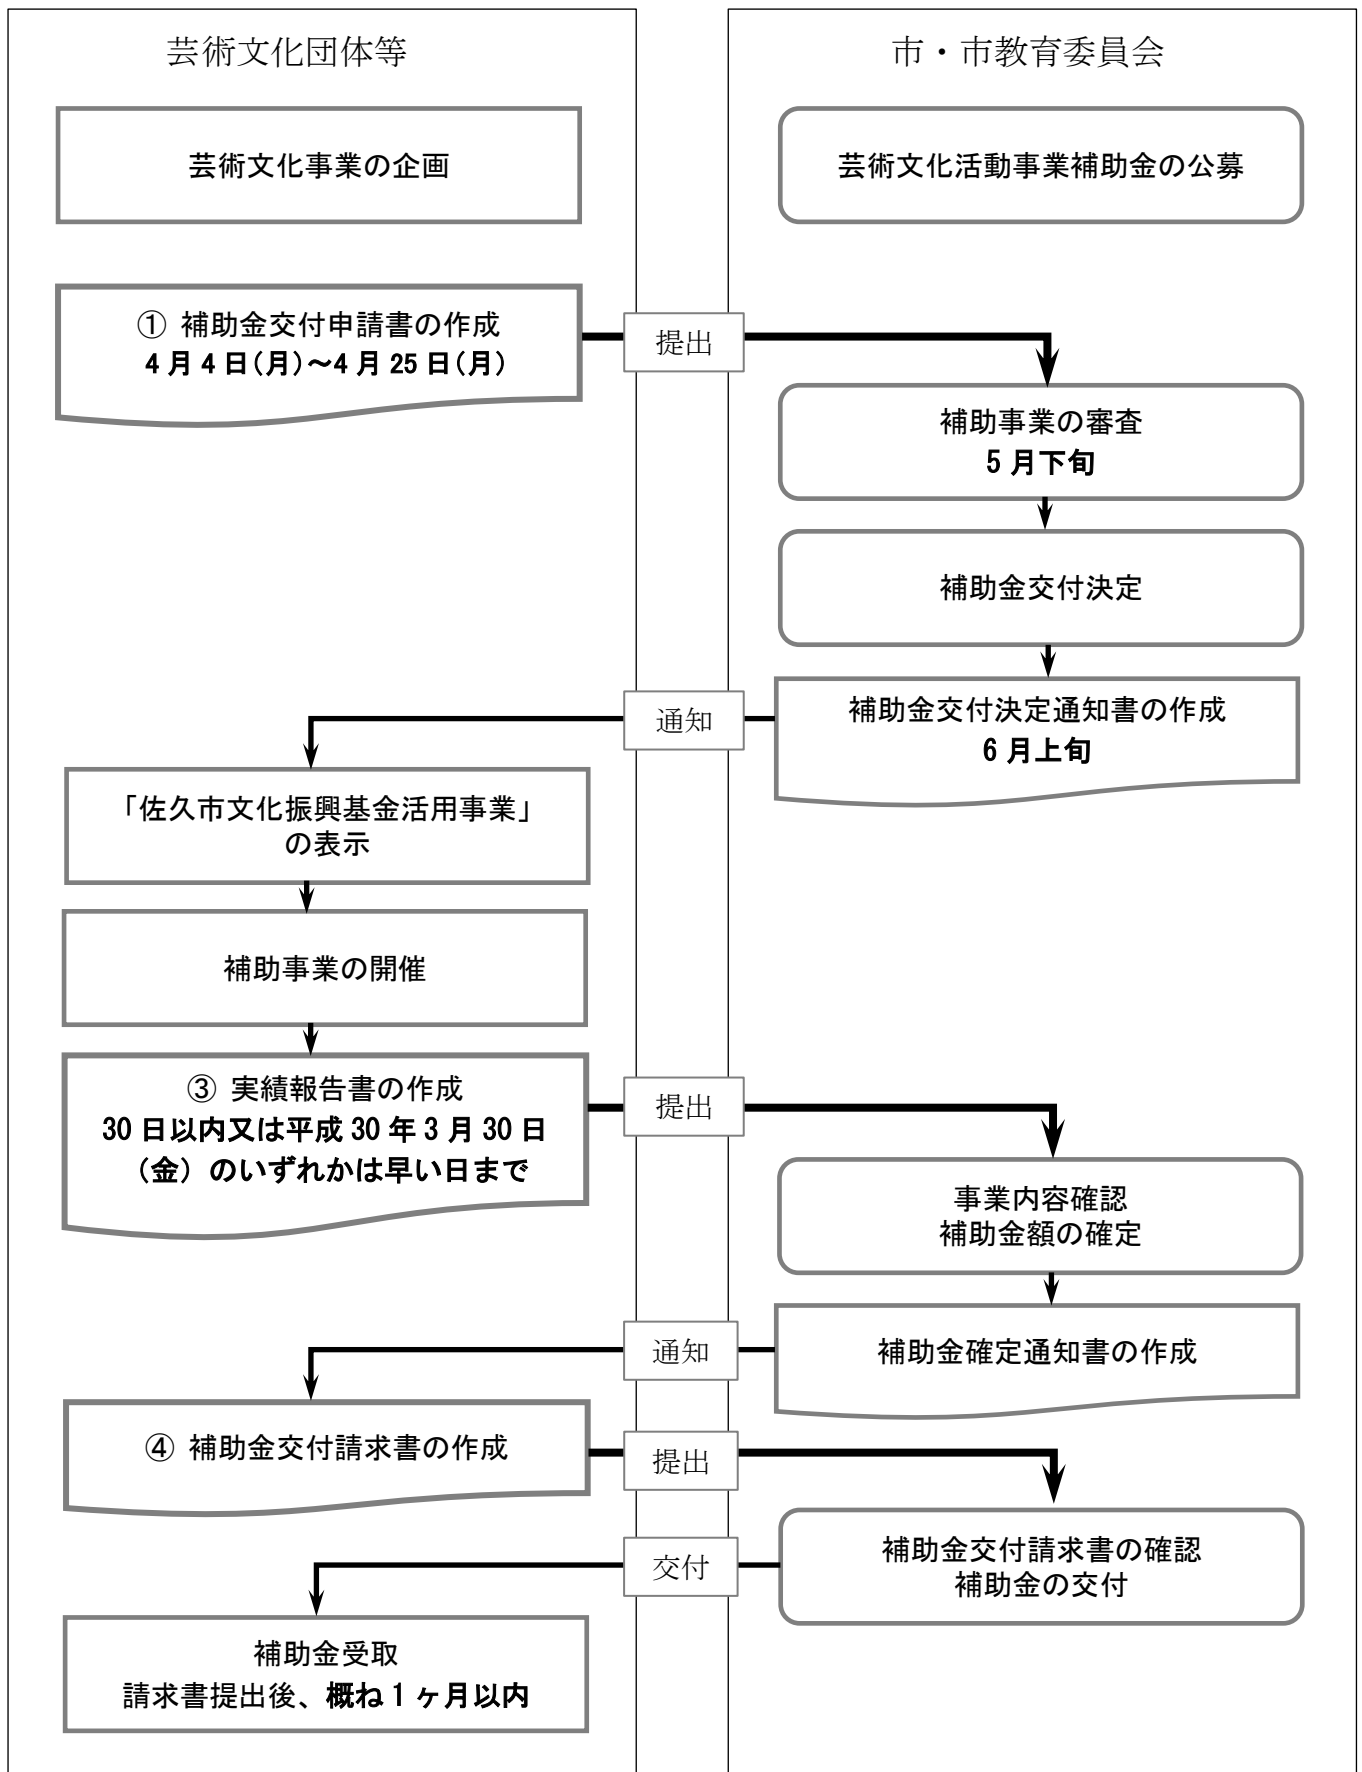 芸術文化団体等
市・市教育委員会
芸術文化事業の企画
芸術文化活動事業補助金の公募
① 補助金交付申請書の作成
4月4日(月)～4月25日(月)
提出
補助事業の審査
5月下旬
補助金交付決定
補助金交付決定通知書の作成
6月上旬
通知
「佐久市文化振興基金活用事業」
の表示
補助事業の開催
③ 実績報告書の作成
30日以内又は平成30年3月30日
（金）のいずれかは早い日まで
提出
事業内容確認
補助金額の確定
補助金確定通知書の作成
通知
④ 補助金交付請求書の作成
提出
補助金交付請求書の確認
補助金の交付
交付
補助金受取
請求書提出後、概ね1ヶ月以内